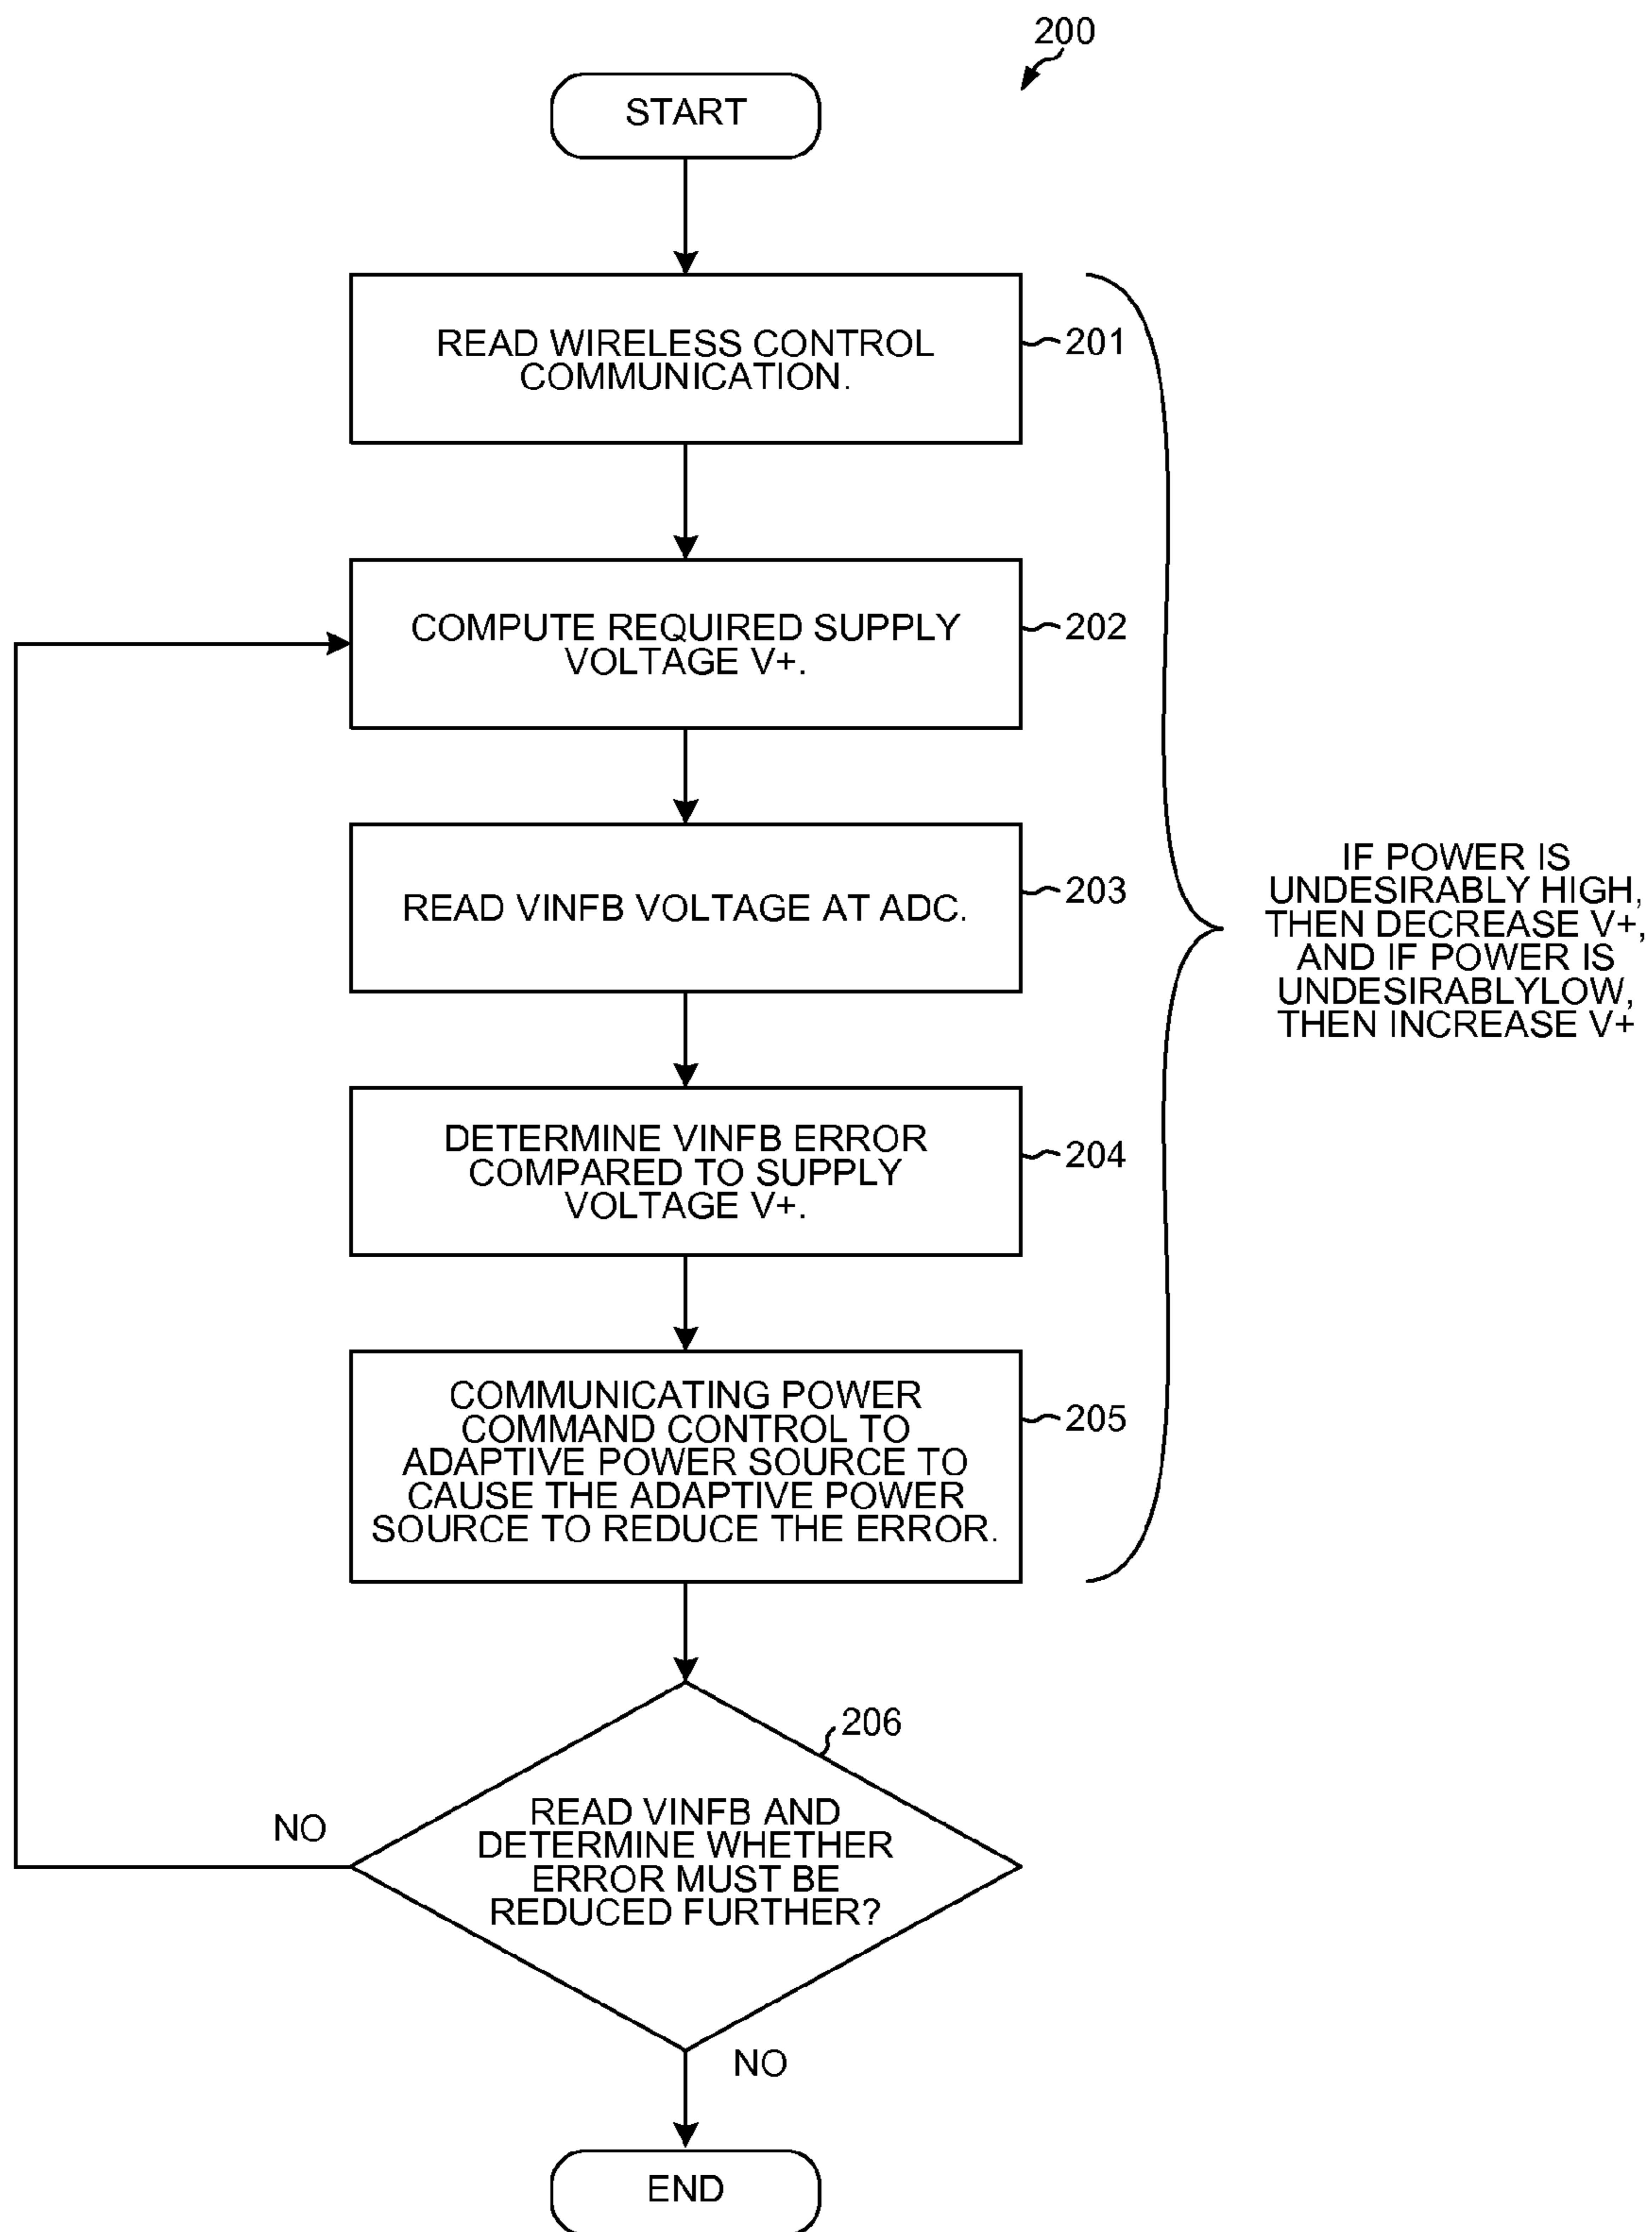 200
START
READ WIRELESS CONTROL
COMMUNICATION.
201
COMPUTE REQUIRED SUPPLY
VOLTAGE V+.
202
READ VINFB VOLTAGE AT ADC.
203
IF POWER IS
UNDESIRABLY HIGH,
THEN DECREASE V+,
AND IF POWER IS
UNDESIRABLYLOW,
THEN INCREASE V+
DETERMINE VINFB ERROR
COMPARED TO SUPPLY
VOLTAGE V+.
204
COMMUNICATING POWER
COMMAND CONTROL TO
ADAPTIVE POWER SOURCE TO
CAUSE THE ADAPTIVE POWER
SOURCE TO REDUCE THE ERROR.
205
206
NO
READ VINFB AND
DETERMINE WHETHER
ERROR MUST BE
REDUCED FURTHER?
NO
END